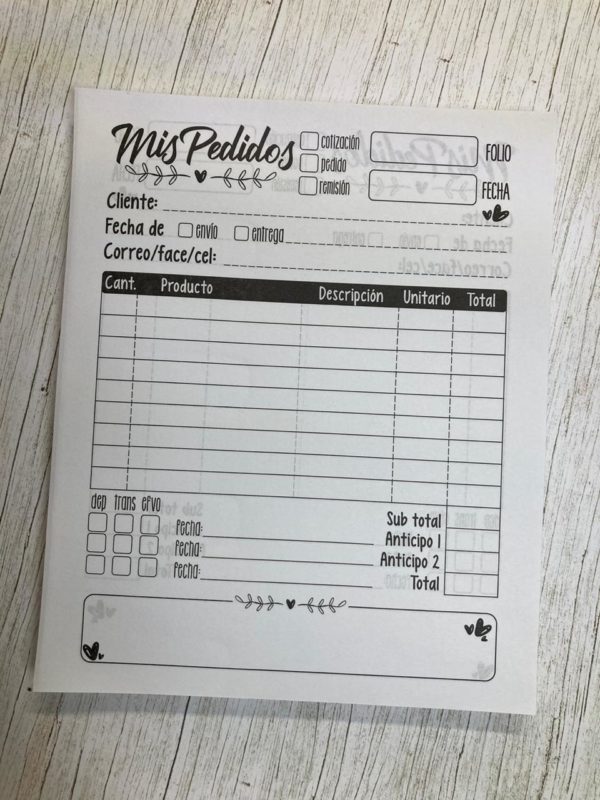 Mis Pedidos
cotización
pedido
remisión
FOLIO
FECHA
Cliente:
Fecha de envío entrega
Correo/face/cel:
Cant. Producto Descripción Unitario Total
dep trans efvo
fecha:
fecha:
fecha:
Sub total
Anticipo 1
Anticipo 2
Total